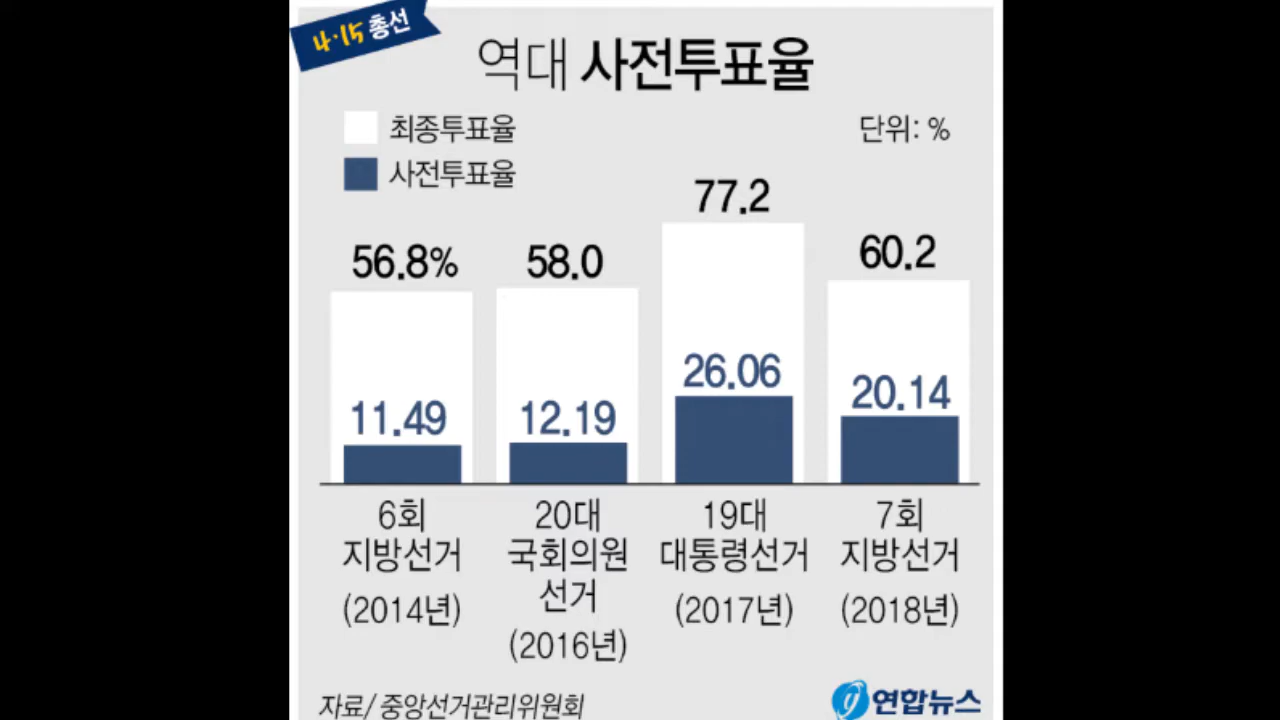 4·15 총선
역대 사전투표율
최종투표율
단위: %
사전투표율
56.8%
58.0
77.2
60.2
11.49
12.19
26.06
20.14
6회
지방선거
(2014년)
20대
국회의원
선거
(2016년)
19대
대통령선거
(2017년)
7회
지방선거
(2018년)
자료/ 중앙선거관리위원회
연합뉴스